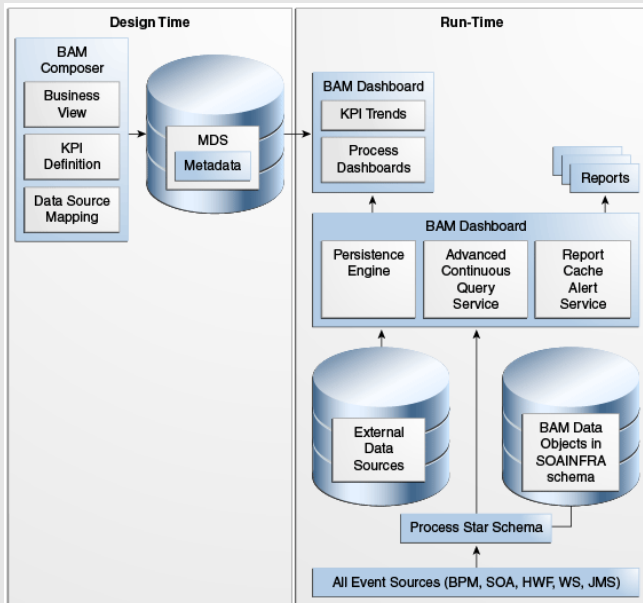 Design Time
Run-Time
BAM
Composer
Business
View
KPI
Definition
Data Source
Mapping
MDS
Metadata
BAM Dashboard
KPI Trends
Process
Dashboards
Reports
BAM Dashboard
Persistence
Engine
Advanced
Continuous
Query
Service
Report
Cache
Alert
Service
External
Data
Sources
BAM Data
Objects in
SOAINFRA
schema
Process Star Schema
All Event Sources (BPM, SOA, HWF, WS, JMS)